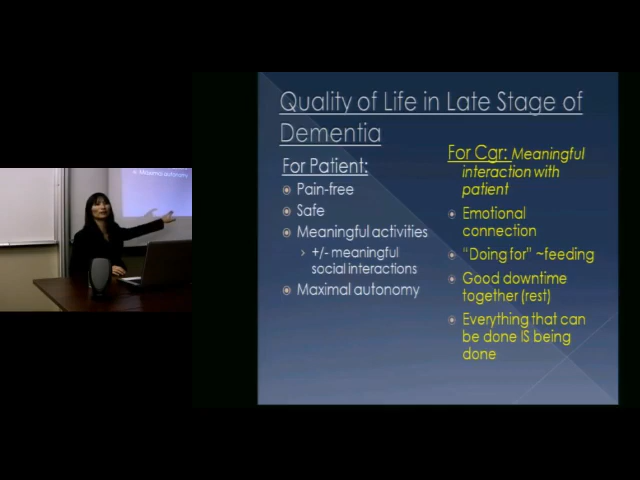 Quality of Life in Late Stage of
Dementia
For Patient:
Pain-free
Safe
Meaningful activities
+/- meaningful
social interactions
Maximal autonomy
For Cgr: Meaningful
interaction with
patient
Emotional
connection
“Doing for” ~feeding
Good downtime
together (rest)
Everything that can
be done IS being
done
Maximal autonomy